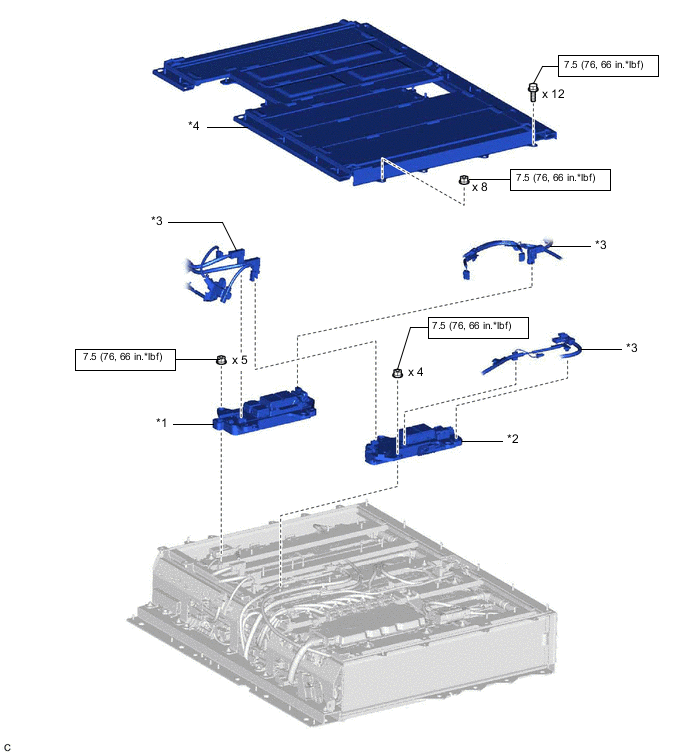 7.5 (76, 66 in.*lbf)
x 12
*4
7.5 (76, 66 in.*lbf)
x 8
*3
*3
7.5 (76, 66 in.*lbf)
7.5 (76, 66 in.*lbf)
x 5
*3
x 4
*1
*2
C